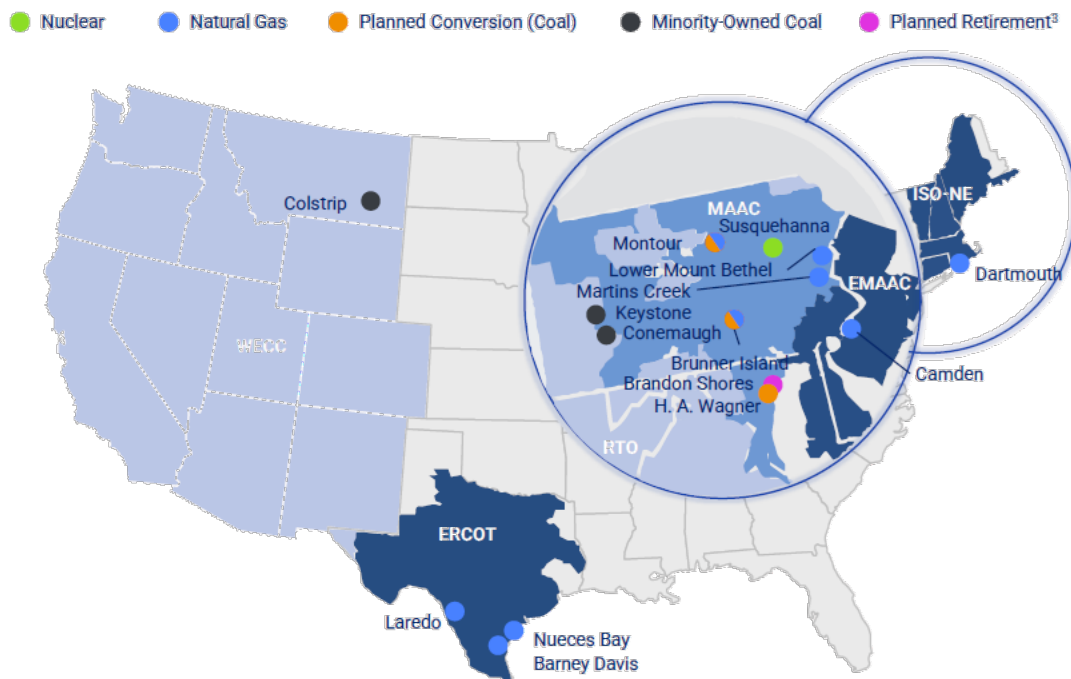 Nuclear
Natural Gas
Planned Conversion (Coal)
Minority-Owned Coal
Planned Retirement³
Colstrip
WECC
ISO-NE
Dartmouth
MAAC
Susquehanna
Montour
Lower Mount Bethel
EMAAC
Martins Creek
Keystone
Conemaugh
Brunner Island
Camden
Brandon Shores
H. A. Wagner
RTO
ERCOT
Laredo
Nueces Bay
Barney Davis